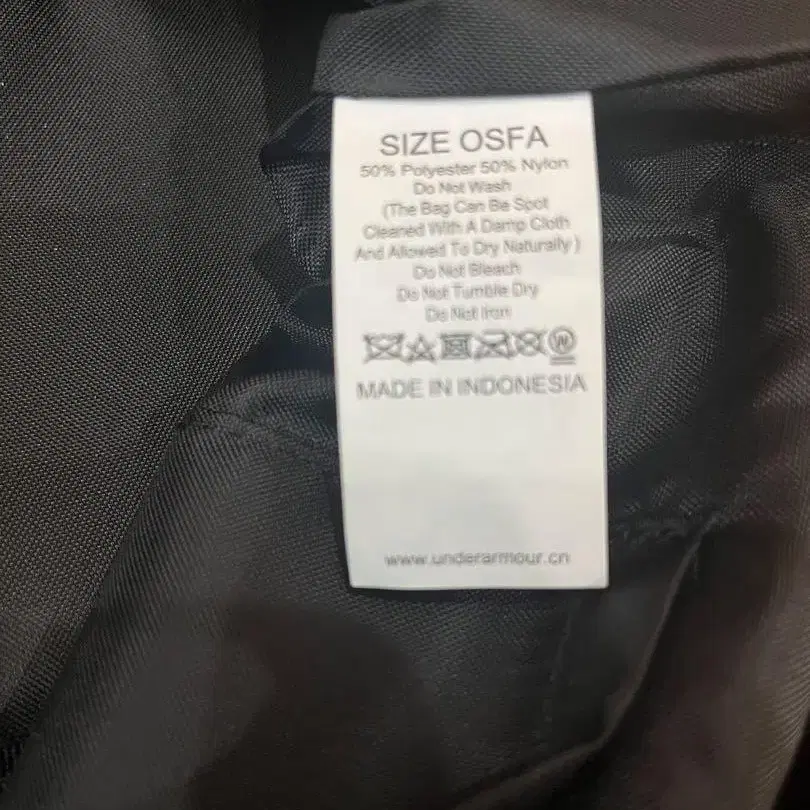 SIZE OSFA
50% Polyester 50% Nylon
Do Not Wash
(The Bag Can Be Spot
Cleaned With A Damp Cloth
And Allowed To Dry Naturally)
Do Not Bleach
Do Not Tumble Dry
Do Not Iron
W
MADE IN INDONESIA
www.underarmour.cn